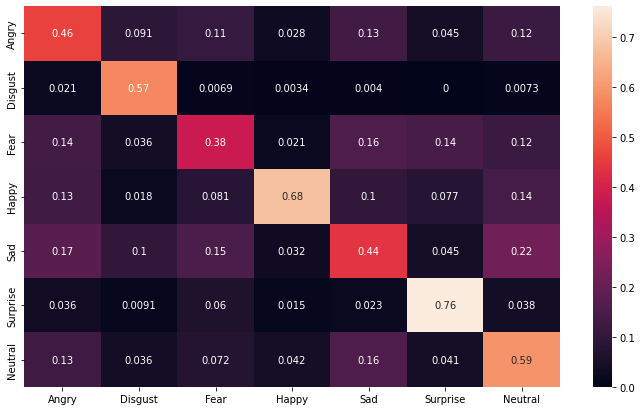 Angry 0.46 0.091 0.11 0.028 0.13 0.045 0.12
Disgust 0.021 0.57 0.0069 0.0034 0.004 0 0.0073
Fear 0.14 0.036 0.38 0.021 0.16 0.14 0.12
Happy 0.13 0.018 0.081 0.68 0.1 0.077 0.14
Sad 0.17 0.1 0.15 0.032 0.44 0.045 0.22
Surprise 0.036 0.0091 0.06 0.015 0.023 0.76 0.038
Neutral 0.13 0.036 0.072 0.042 0.16 0.041 0.59
Angry Disgust Fear Happy Sad Surprise Neutral
0.7
0.6
0.5
0.4
0.3
0.2
0.1
0.0